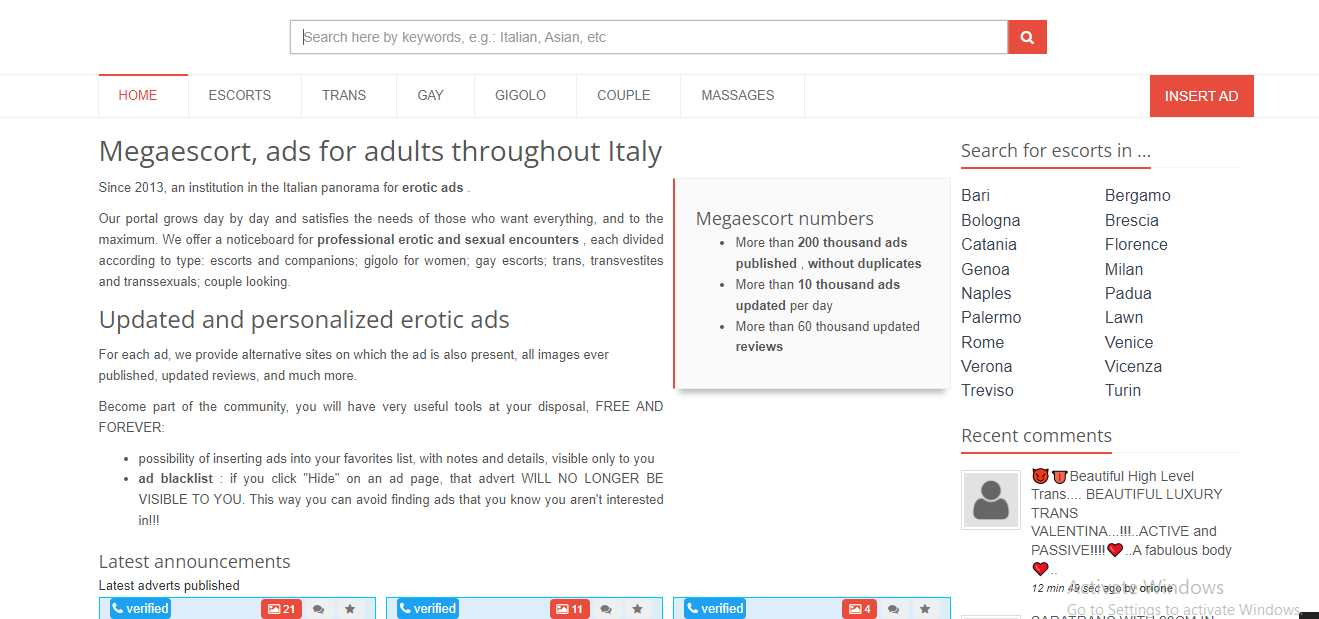 Search here by keywords, e.g.: Italian, Asian, etc
HOME ESCORTS TRANS GAY GIGOLO COUPLE MASSAGES INSERT AD
Megaescort, ads for adults throughout Italy
Since 2013, an institution in the Italian panorama for erotic ads .
Our portal grows day by day and satisfies the needs of those who want everything, and to the
maximum. We offer a noticeboard for professional erotic and sexual encounters , each divided
according to type: escorts and companions; gigolo for women; gay escorts; trans, transvestites
and transsexuals; couple looking.
Updated and personalized erotic ads
For each ad, we provide alternative sites on which the ad is also present, all images ever
published, updated reviews, and much more.
Become part of the community, you will have very useful tools at your disposal, FREE AND
FOREVER:
• possibility of inserting ads into your favorites list, with notes and details, visible only to you
• ad blacklist : if you click "Hide" on an ad page, that advert WILL NO LONGER BE
VISIBLE TO YOU. This way you can avoid finding ads that you know you aren't interested
in!!!
Megaescort numbers
• More than 200 thousand ads
published , without duplicates
• More than 10 thousand ads
updated per day
• More than 60 thousand updated
reviews
Latest announcements
Latest adverts published
verified 21
verified 11
verified 4
Search for escorts in ...
Bari Bergamo
Bologna Brescia
Catania Florence
Genoa Milan
Naples Padua
Palermo Lawn
Rome Venice
Verona Vicenza
Treviso Turin
Recent comments
😈👅Beautiful High Level
Trans.... BEAUTIFUL LUXURY
TRANS
VALENTINA...!!!..ACTIVE and
PASSIVE!!!!❤️..A fabulous body
❤️..
12 min 49 sec ago by orione
SARATRANS WITH 23CM IN
Activate Windows
Go to Settings to activate Windows.